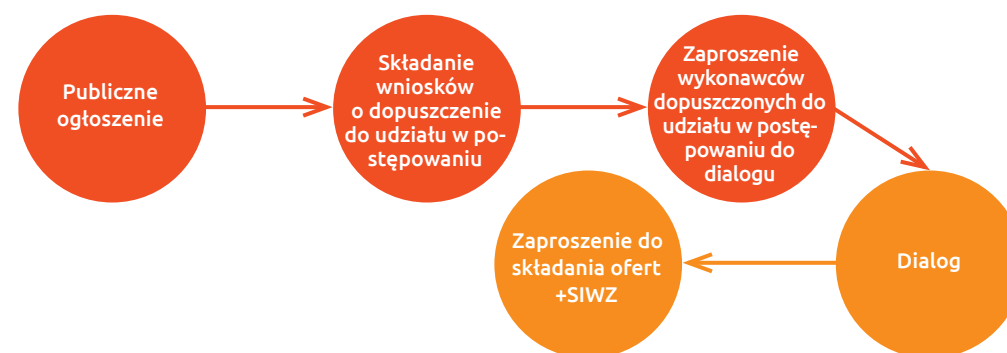 Publiczne
ogłoszenie
Składanie
wniosków
o dopuszczenie
do udziału w po-
stępowaniu
Zaproszenie
wykonawców
dopuszczonych do
udziału w postę-
powaniu do
dialogu
Dialog
Zaproszenie do
składania ofert
+SIWZ